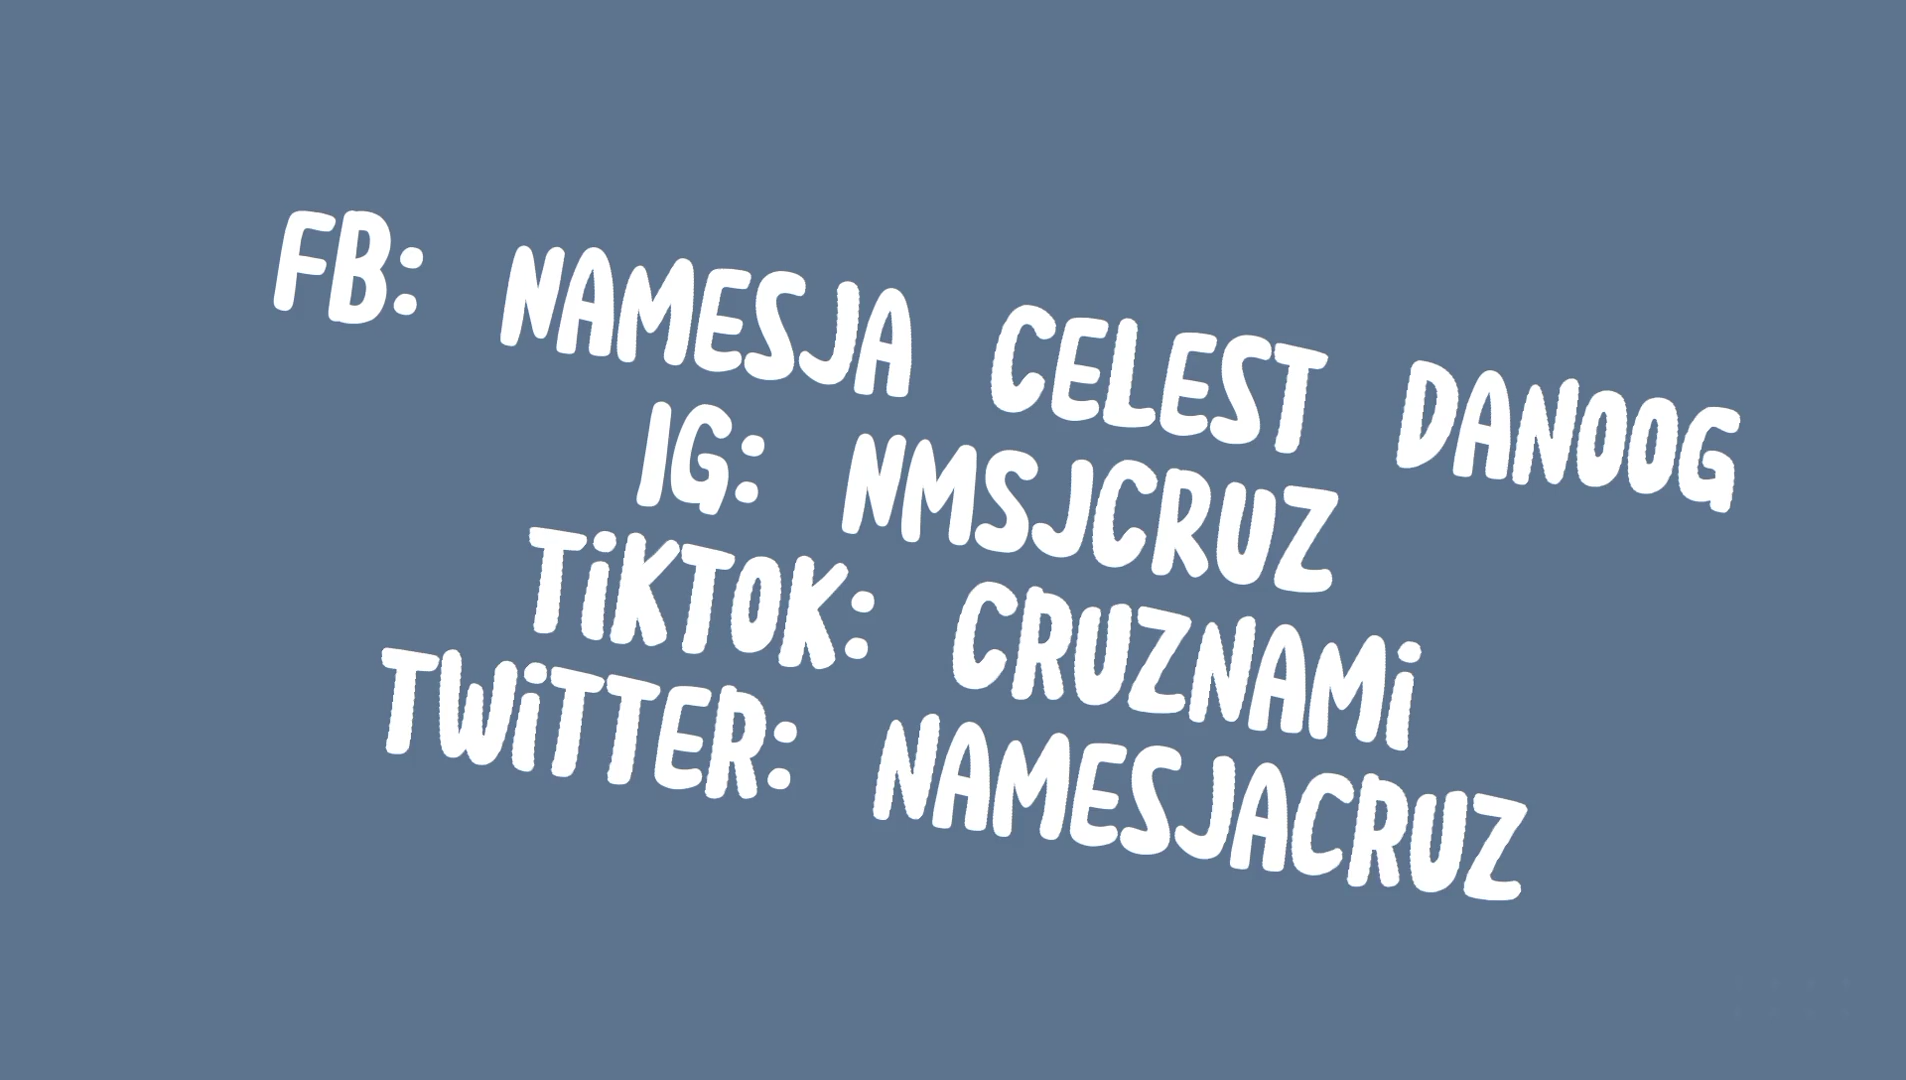 FB: NAMESJA CELEST DANOOG
IG: NMSJCRUZ
TiKTOK: CRUZNAMi
TWiTTER: NAMESJACRUZ